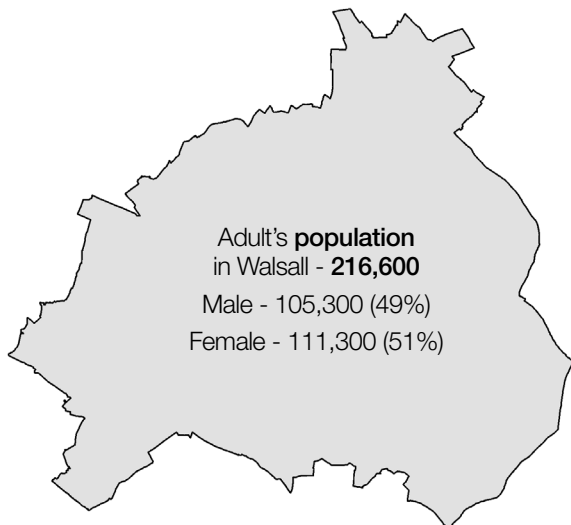 Adult's population
in Walsall - 216,600
Male - 105,300 (49%)
Female - 111,300 (51%)